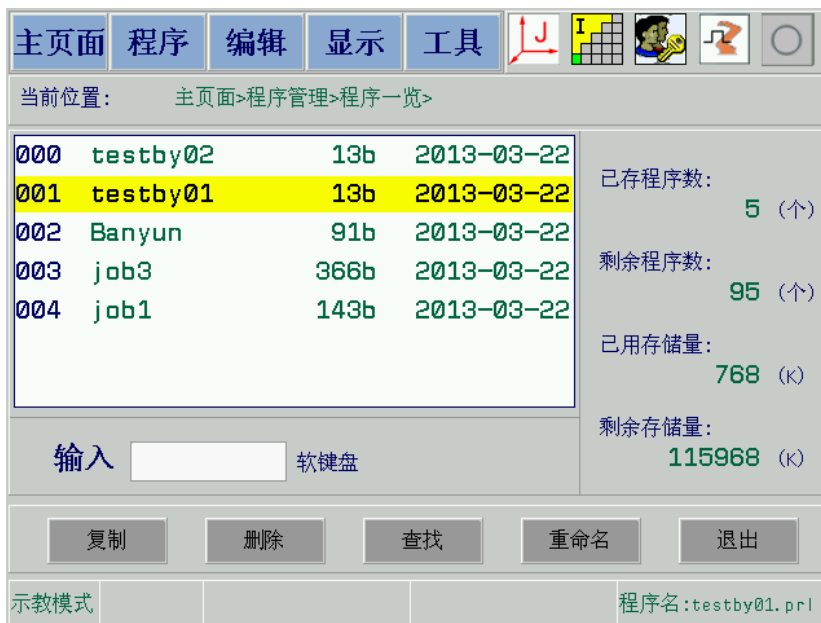 主页面 程序 编辑 显示 工具 J I
当前位置: 主页面>程序管理>程序一览>
000 testby02 13b 2013-03-22
001 testby01 13b 2013-03-22
002 Banyun 91b 2013-03-22
003 job3 366b 2013-03-22
004 job1 143b 2013-03-22
已存程序数:
5 (个)
剩余程序数:
95 (个)
已用存储量:
768 (K)
剩余存储量:
115968 (K)
输入 软键盘
复制 删除 查找 重命名 退出
示教模式 程序名:testby01.prl